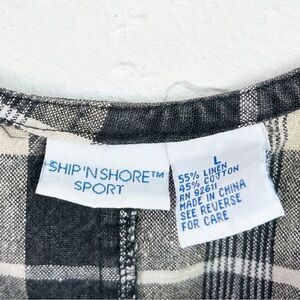 SHIP 'N SHORE™
SPORT
L
55% LINEN
45% COTTON
RN 92611
MADE IN CHINA
SEE REVERSE
FOR CARE